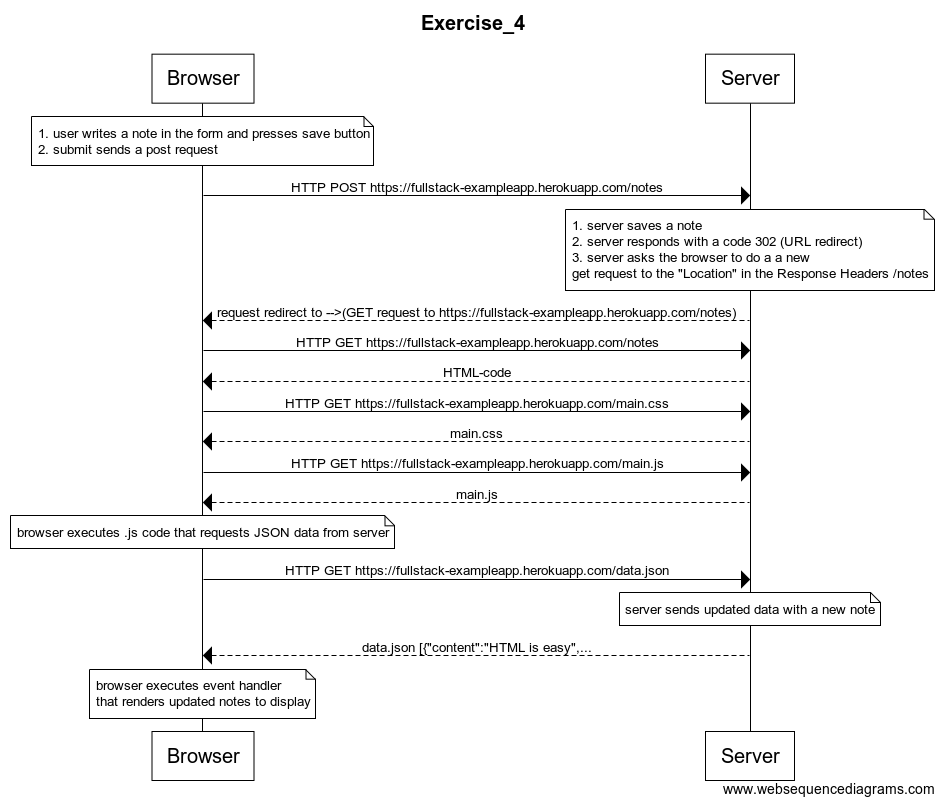 Exercise_4
Browser
Server
1. user writes a note in the form and presses save button
2. submit sends a post request
HTTP POST https://fullstack-exampleapp.herokuapp.com/notes
1. server saves a note
2. server responds with a code 302 (URL redirect)
3. server asks the browser to do a a new
get request to the "Location" in the Response Headers /notes
request redirect to -->(GET request to https://fullstack-exampleapp.herokuapp.com/notes)
HTTP GET https://fullstack-exampleapp.herokuapp.com/notes
HTML-code
HTTP GET https://fullstack-exampleapp.herokuapp.com/main.css
main.css
HTTP GET https://fullstack-exampleapp.herokuapp.com/main.js
main.js
browser executes .js code that requests JSON data from server
HTTP GET https://fullstack-exampleapp.herokuapp.com/data.json
server sends updated data with a new note
data.json [{"content":"HTML is easy",...
browser executes event handler
that renders updated notes to display
Browser
Server
www.websequencediagrams.com